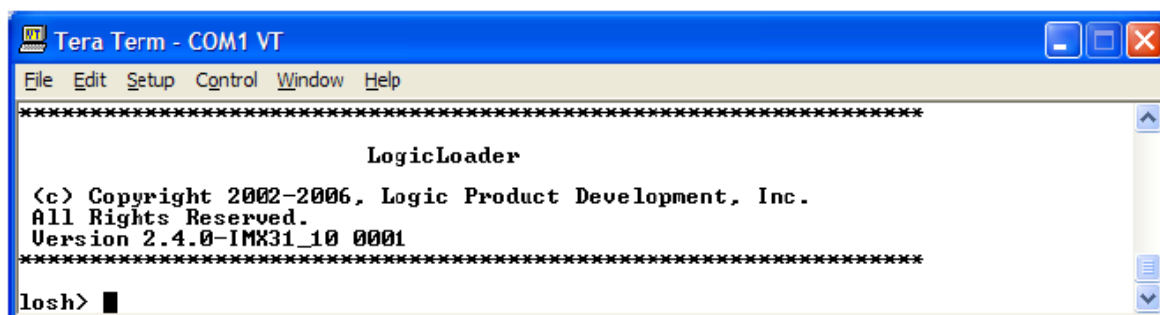 Tera Term - COM1 VT
File Edit Setup Control Window Help
*****************************************************************
LogicLoader
(c) Copyright 2002-2006, Logic Product Development, Inc.
All Rights Reserved.
Version 2.4.0-IMX31_10 0001
*****************************************************************
losh>